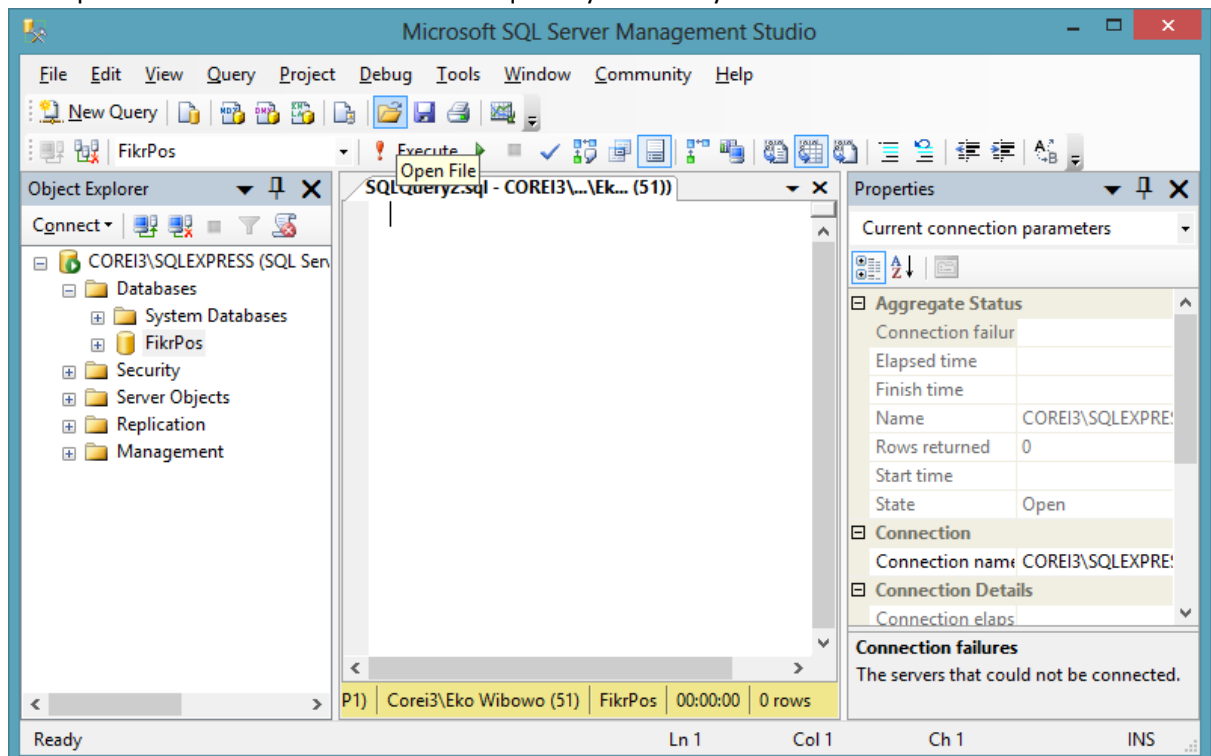 Microsoft SQL Server Management Studio
File Edit View Query Project Debug Tools Window Community Help
New Query
FikrPos Execute
Open File
Object Explorer
Connect
COREI3\SQLEXPRESS (SQL Serv
Databases
System Databases
FikrPos
Security
Server Objects
Replication
Management
SQLQuery2.sql - COREI3\...\Ek... (51))
P1) Corei3\Eko Wibowo (51) FikrPos 00:00:00 0 rows
Properties
Current connection parameters
Aggregate Status
Connection failur
Elapsed time
Finish time
Name COREI3\SQLEXPRE
Rows returned 0
Start time
State Open
Connection
Connection name COREI3\SQLEXPRE
Connection Details
Connection elaps
Connection failures
The servers that could not be connected.
Ready Ln 1 Col 1 Ch 1 INS